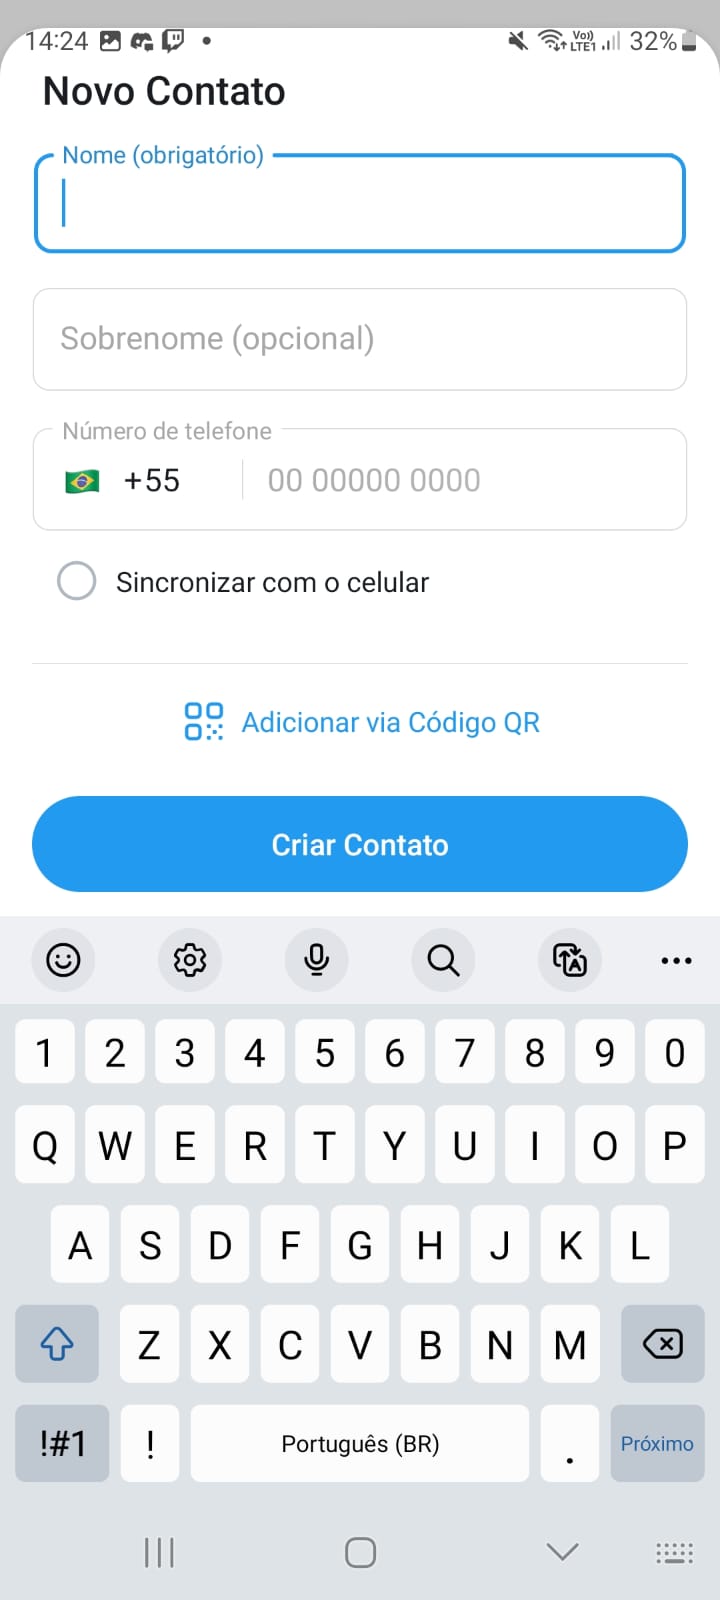 14:24 Vo)) LTE1 32%
Novo Contato
Nome (obrigatório)
Sobrenome (opcional)
Número de telefone
+55 00 00000 0000
Sincronizar com o celular
Adicionar via Código QR
Criar Contato
1 2 3 4 5 6 7 8 9 0
Q W E R T Y U I O P
A S D F G H J K L
Z X C V B N M
!#1 ! Português (BR) . Próximo